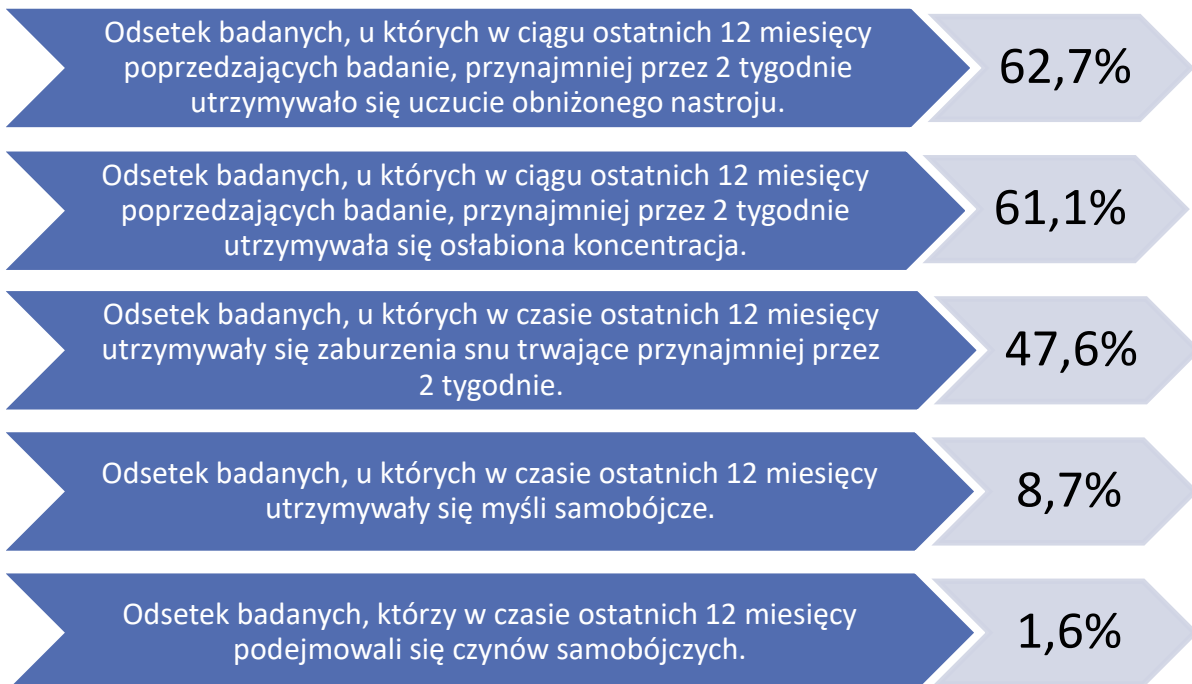 Odsetek badanych, u których w ciągu ostatnich 12 miesięcy
poprzedzających badanie, przynajmniej przez 2 tygodnie
utrzymywało się uczucie obniżonego nastroju.
62,7%
Odsetek badanych, u których w ciągu ostatnich 12 miesięcy
poprzedzających badanie, przynajmniej przez 2 tygodnie
utrzymywała się osłabiona koncentracja.
61,1%
Odsetek badanych, u których w czasie ostatnich 12 miesięcy
utrzymywały się zaburzenia snu trwające przynajmniej przez
2 tygodnie.
47,6%
Odsetek badanych, u których w czasie ostatnich 12 miesięcy
utrzymywały się myśli samobójcze.
8,7%
Odsetek badanych, którzy w czasie ostatnich 12 miesięcy
podejmowali się czynów samobójczych.
1,6%